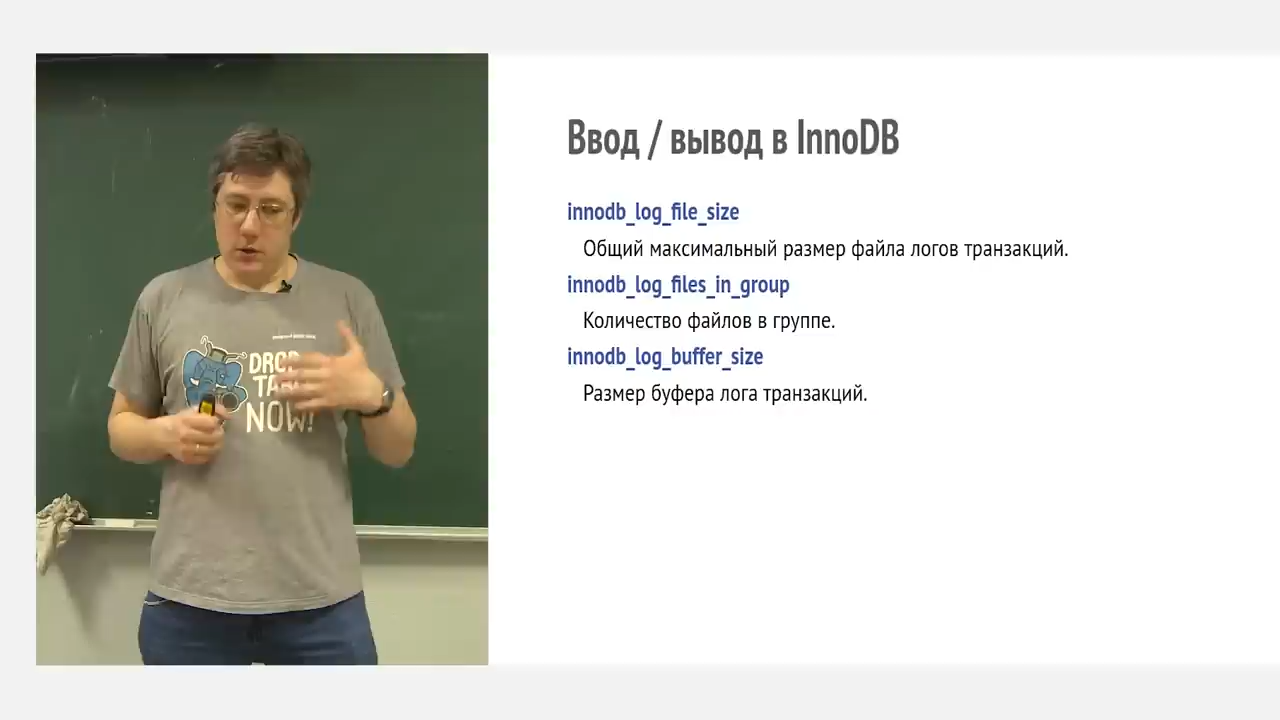 Ввод / вывод в InnoDB
innodb_log_file_size
Общий максимальный размер файла логов транзакций.
innodb_log_files_in_group
Количество файлов в группе.
innodb_log_buffer_size
Размер буфера лога транзакций.
NOW!